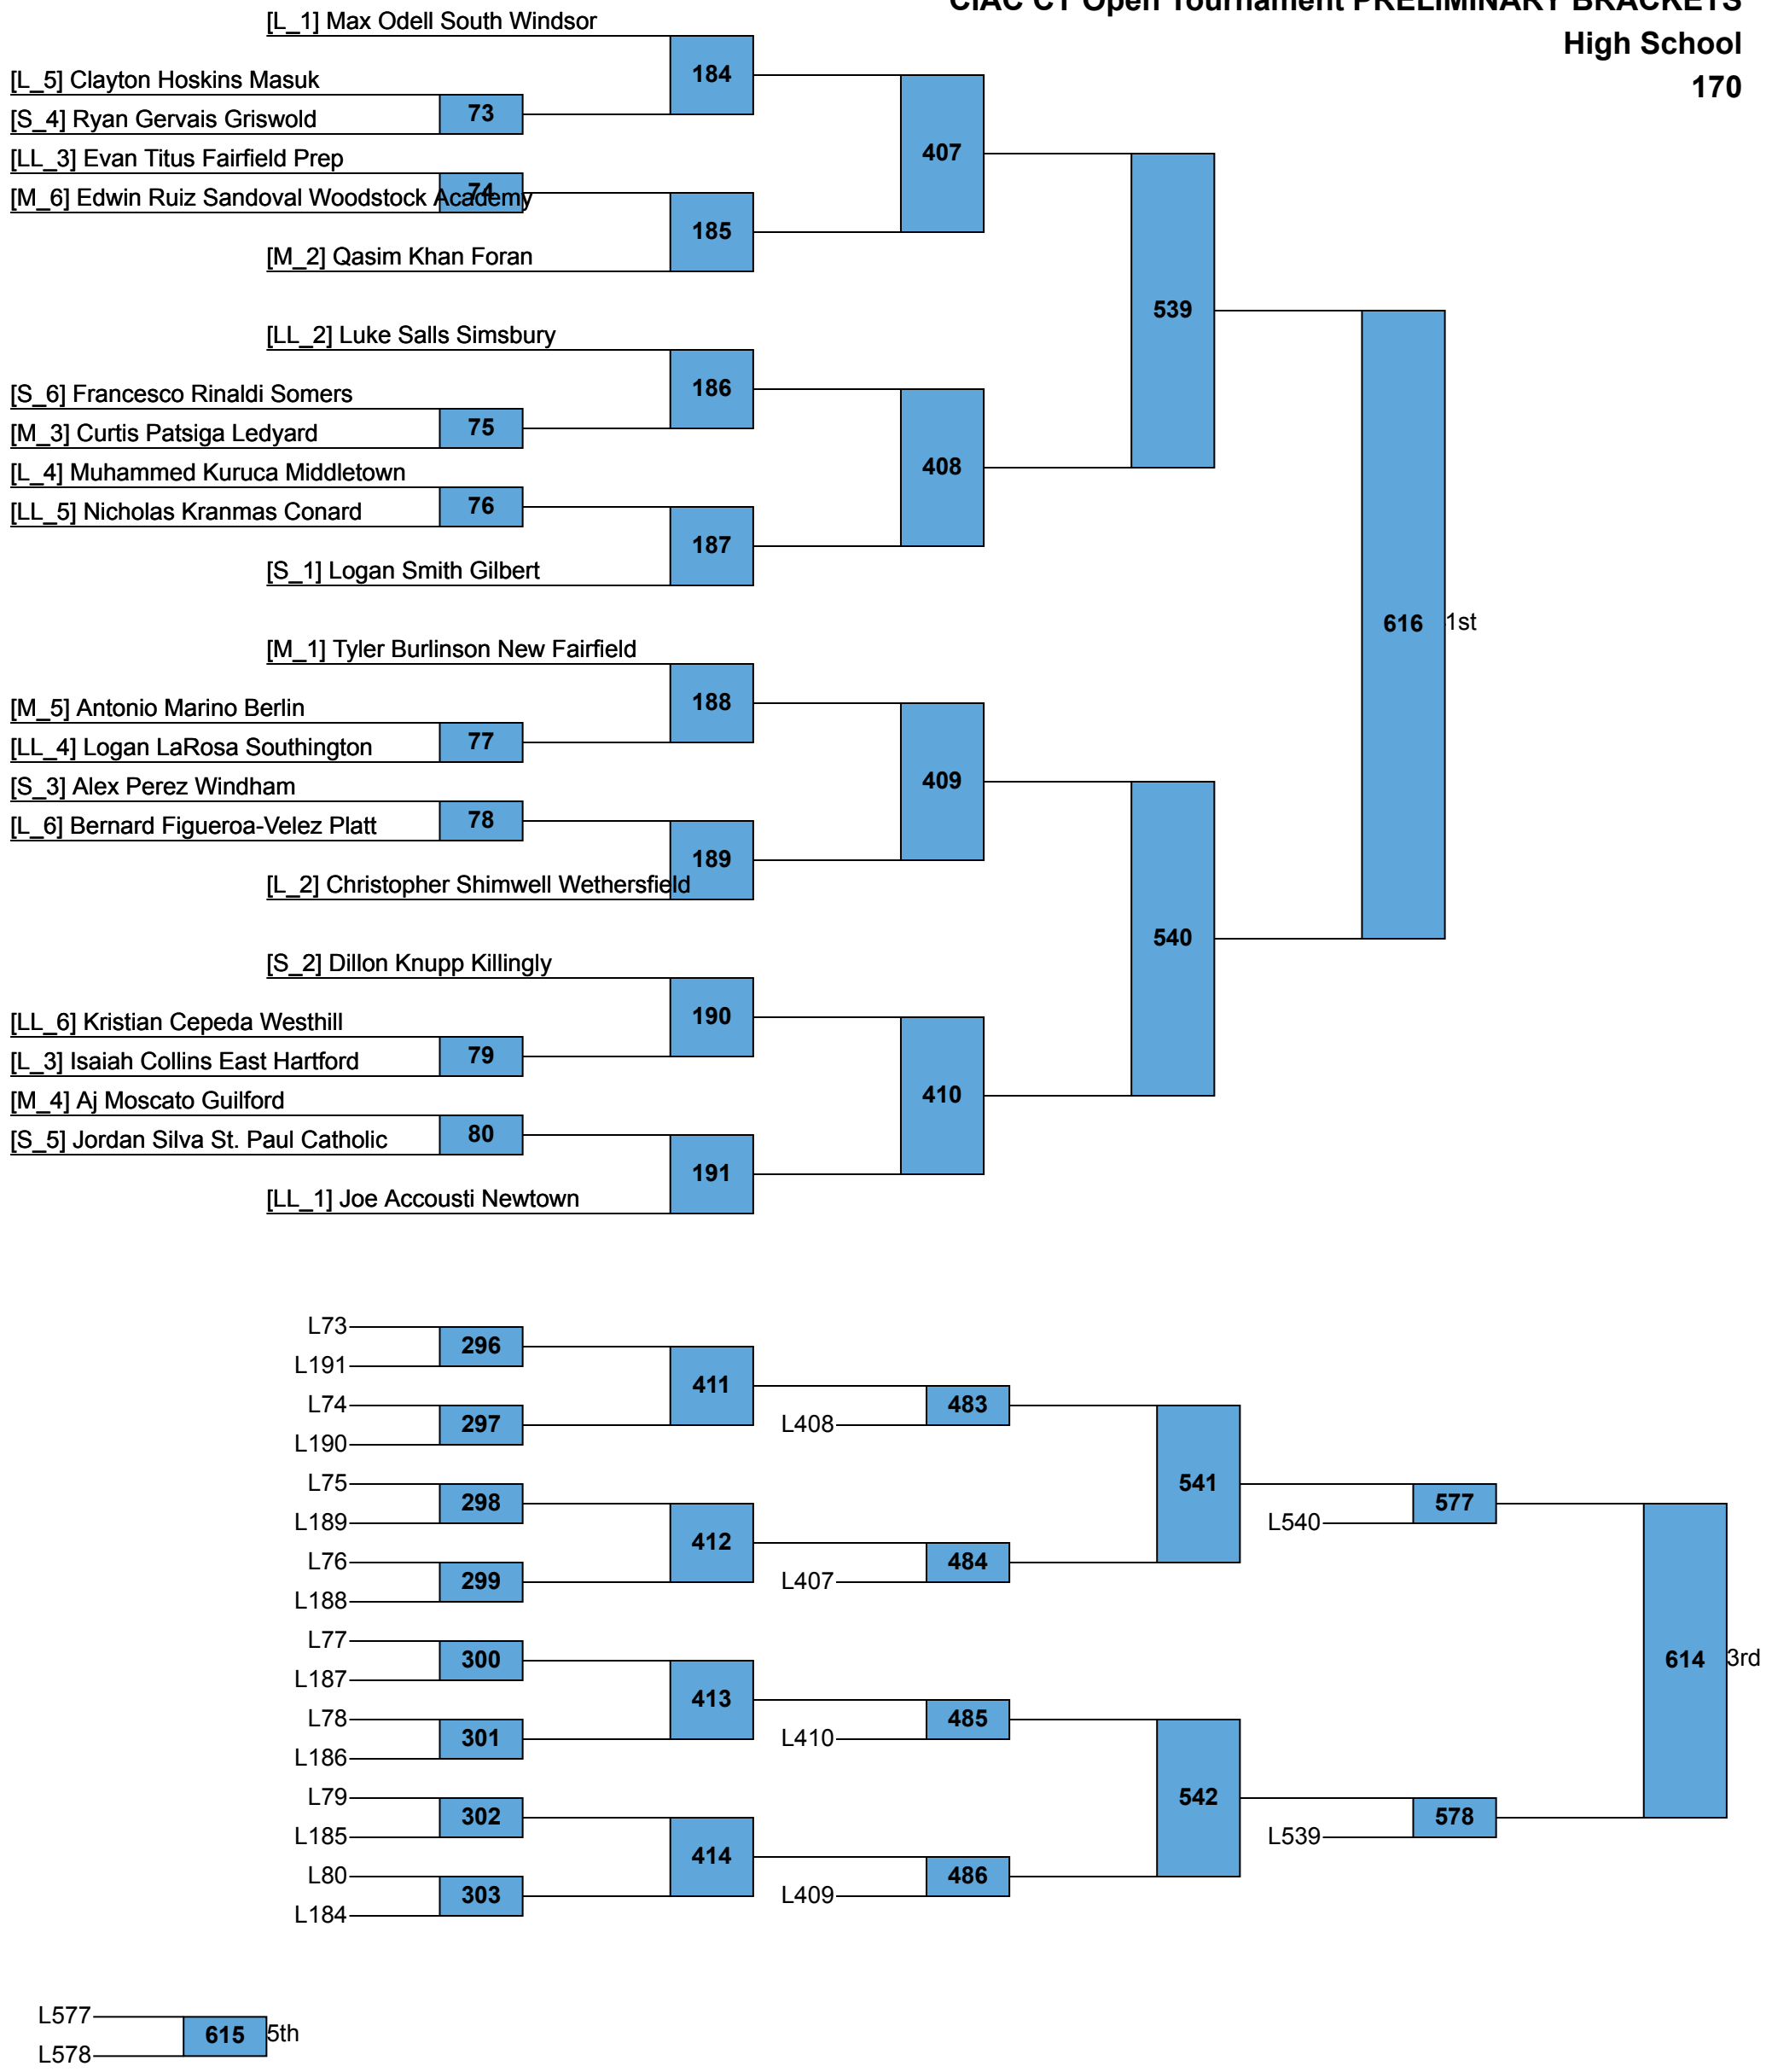 CIAC CT Open Tournament PRELIMINARY BRACKETS
High School
170
[L_1] Max Odell South Windsor
184
[L_5] Clayton Hoskins Masuk
73
[S_4] Ryan Gervais Griswold
407
[LL_3] Evan Titus Fairfield Prep
74
[M_6] Edwin Ruiz Sandoval Woodstock Academy
185
[M_2] Qasim Khan Foran
539
[LL_2] Luke Salls Simsbury
186
[S_6] Francesco Rinaldi Somers
75
[M_3] Curtis Patsiga Ledyard
408
[L_4] Muhammed Kuruca Middletown
76
[LL_5] Nicholas Kranmas Conard
187
[S_1] Logan Smith Gilbert
616 1st
[M_1] Tyler Burlinson New Fairfield
188
[M_5] Antonio Marino Berlin
77
[LL_4] Logan LaRosa Southington
409
[S_3] Alex Perez Windham
78
[L_6] Bernard Figueroa-Velez Platt
189
[L_2] Christopher Shimwell Wethersfield
540
[S_2] Dillon Knupp Killingly
190
[LL_6] Kristian Cepeda Westhill
79
[L_3] Isaiah Collins East Hartford
410
[M_4] Aj Moscato Guilford
80
[S_5] Jordan Silva St. Paul Catholic
191
[LL_1] Joe Accousti Newtown
L73
296
L191
411
L74
483
L408
297
L190
L75
541
298
577
L189
L540
412
L76
484
299
L407
L188
L77
300
614 3rd
L187
413
L78
485
301
L410
L186
L79
542
302
578
L185
L539
414
L80
486
303
L409
L184
L577
615 5th
L578